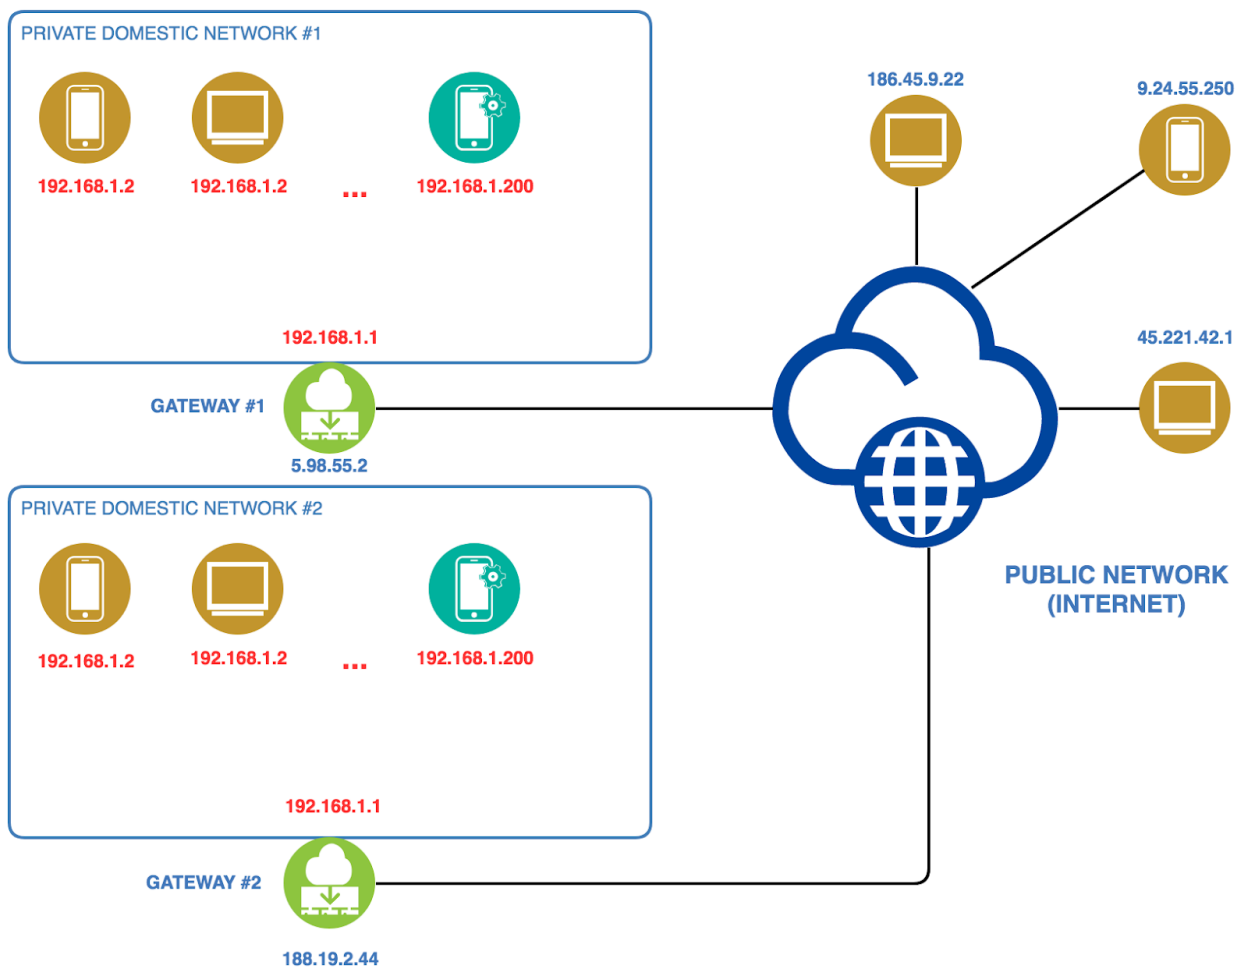 PRIVATE DOMESTIC NETWORK #1
192.168.1.2
192.168.1.2
...
192.168.1.200
192.168.1.1
GATEWAY #1
5.98.55.2
PRIVATE DOMESTIC NETWORK #2
192.168.1.2
192.168.1.2
...
192.168.1.200
192.168.1.1
GATEWAY #2
188.19.2.44
186.45.9.22
9.24.55.250
45.221.42.1
PUBLIC NETWORK
(INTERNET)